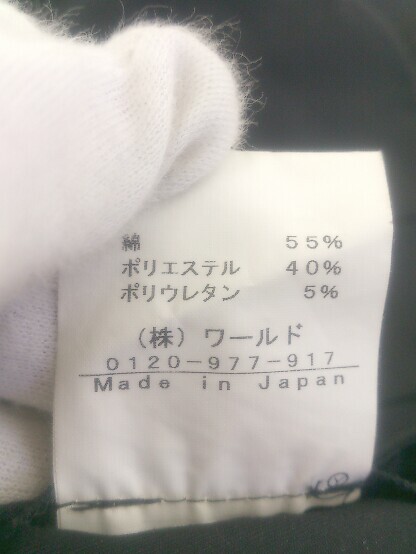 綿 55%
ポリエステル 40%
ポリウレタン 5%
(株)ワールド
0120-977-917
Made in Japan